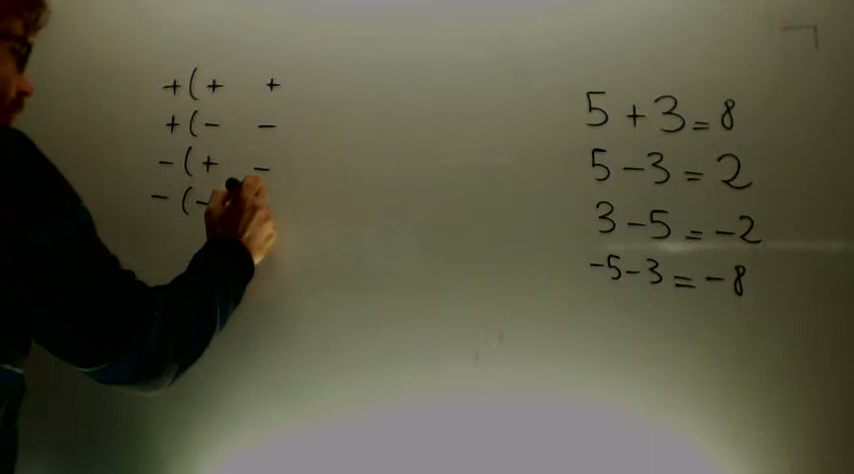 +(+ +
+(- -
-(+ -
-(-
5 + 3 = 8
5 - 3 = 2
3 - 5 = -2
-5 - 3 = -8